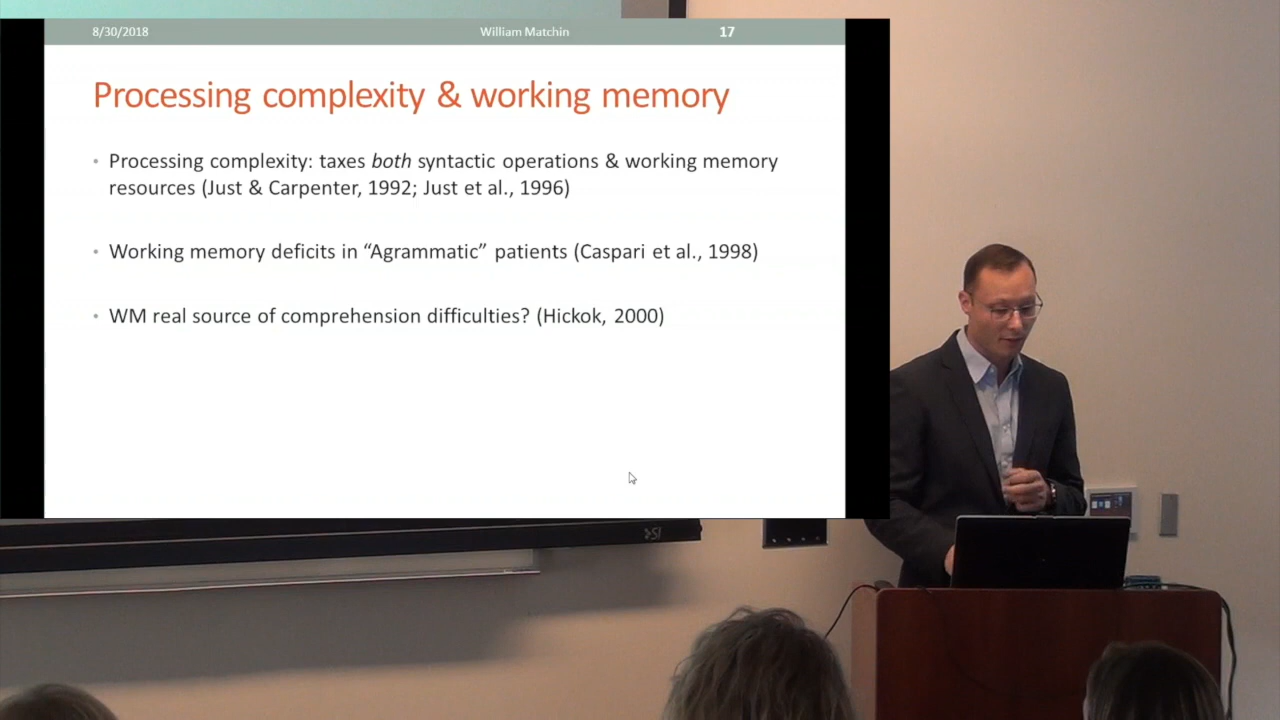 8/30/2018 William Matchin 17
Processing complexity & working memory
• Processing complexity: taxes both syntactic operations & working memory
resources (Just & Carpenter, 1992; Just et al., 1996)
• Working memory deficits in “Agrammatic” patients (Caspari et al., 1998)
• WM real source of comprehension difficulties? (Hickok, 2000)